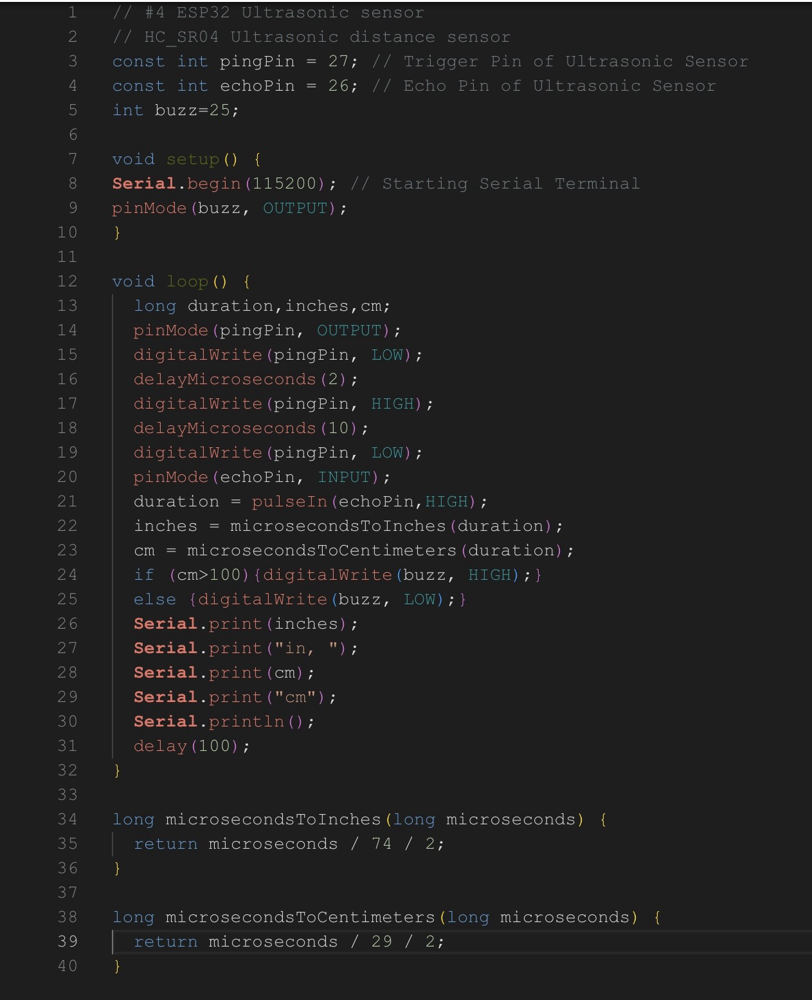 1 // #4 ESP32 Ultrasonic sensor
2 // HC_SR04 Ultrasonic distance sensor
3 const int pingPin = 27; // Trigger Pin of Ultrasonic Sensor
4 const int echoPin = 26; // Echo Pin of Ultrasonic Sensor
5 int buzz=25;
6
7 void setup() {
8 Serial.begin(115200); // Starting Serial Terminal
9 pinMode(buzz, OUTPUT);
10 }
11
12 void loop() {
13 long duration,inches,cm;
14 pinMode(pingPin, OUTPUT);
15 digitalWrite(pingPin, LOW);
16 delayMicroseconds(2);
17 digitalWrite(pingPin, HIGH);
18 delayMicroseconds(10);
19 digitalWrite(pingPin, LOW);
20 pinMode(echoPin, INPUT);
21 duration = pulseIn(echoPin,HIGH);
22 inches = microsecondsToInches(duration);
23 cm = microsecondsToCentimeters(duration);
24 if (cm>100){digitalWrite(buzz, HIGH);}
25 else {digitalWrite(buzz, LOW);}
26 Serial.print(inches);
27 Serial.print("in, ");
28 Serial.print(cm);
29 Serial.print("cm");
30 Serial.println();
31 delay(100);
32 }
33
34 long microsecondsToInches(long microseconds) {
35 return microseconds / 74 / 2;
36 }
37
38 long microsecondsToCentimeters(long microseconds) {
39 return microseconds / 29 / 2;
40 }